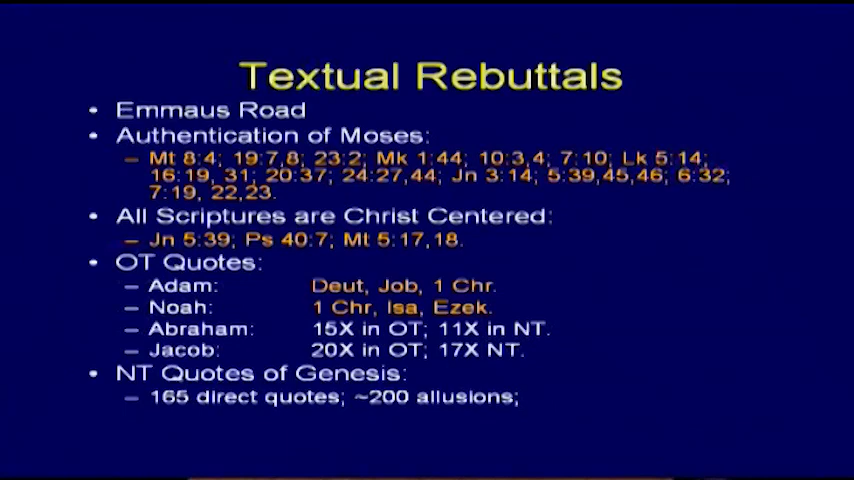 Textual Rebuttals
• Emmaus Road
• Authentication of Moses:
– Mt 8:4; 19:7,8; 23:2; Mk 1:44; 10:3,4; 7:10; Lk 5:14;
16:19, 31; 20:37; 24:27,44; Jn 3:14; 5:39,45,46; 6:32;
7:19, 22,23.
• All Scriptures are Christ Centered:
– Jn 5:39; Ps 40:7; Mt 5:17,18.
• OT Quotes:
– Adam: Deut, Job, 1 Chr.
– Noah: 1 Chr, Isa, Ezek.
– Abraham: 15X in OT; 11X in NT.
– Jacob: 20X in OT; 17X NT.
• NT Quotes of Genesis:
– 165 direct quotes; ~200 allusions;